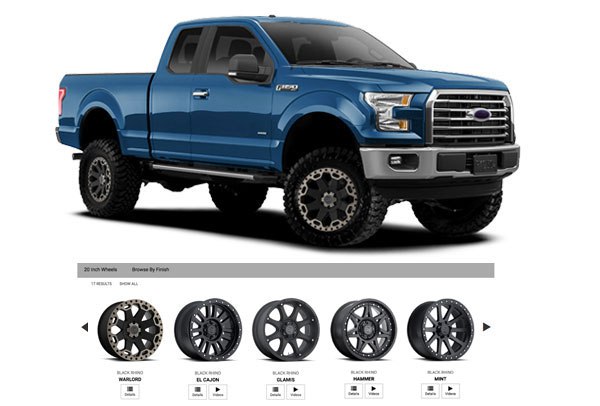 F150
20 Inch Wheels Browse By Finish
17 RESULTS SHOW ALL
BLACK RHINO BLACK RHINO BLACK RHINO BLACK RHINO BLACK RHINO
WARLORD EL CAJON GLAMIS HAMMER MINT
Details Details Videos Details Videos Details Videos Details Videos